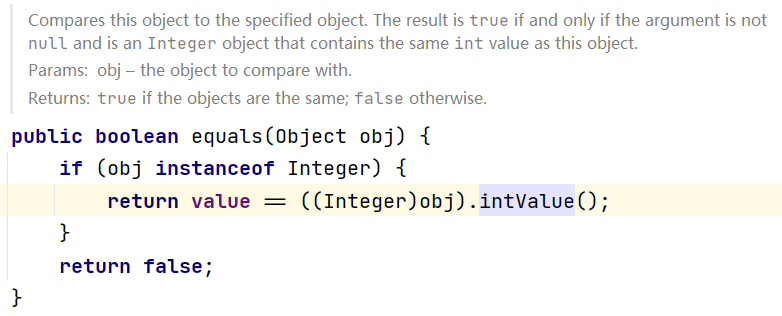 Compares this object to the specified object. The result is true if and only if the argument is not
null and is an Integer object that contains the same int value as this object.
Params: obj – the object to compare with.
Returns: true if the objects are the same; false otherwise.
public boolean equals(Object obj) {
    if (obj instanceof Integer) {
        return value == ((Integer)obj).intValue();
    }
    return false;
}